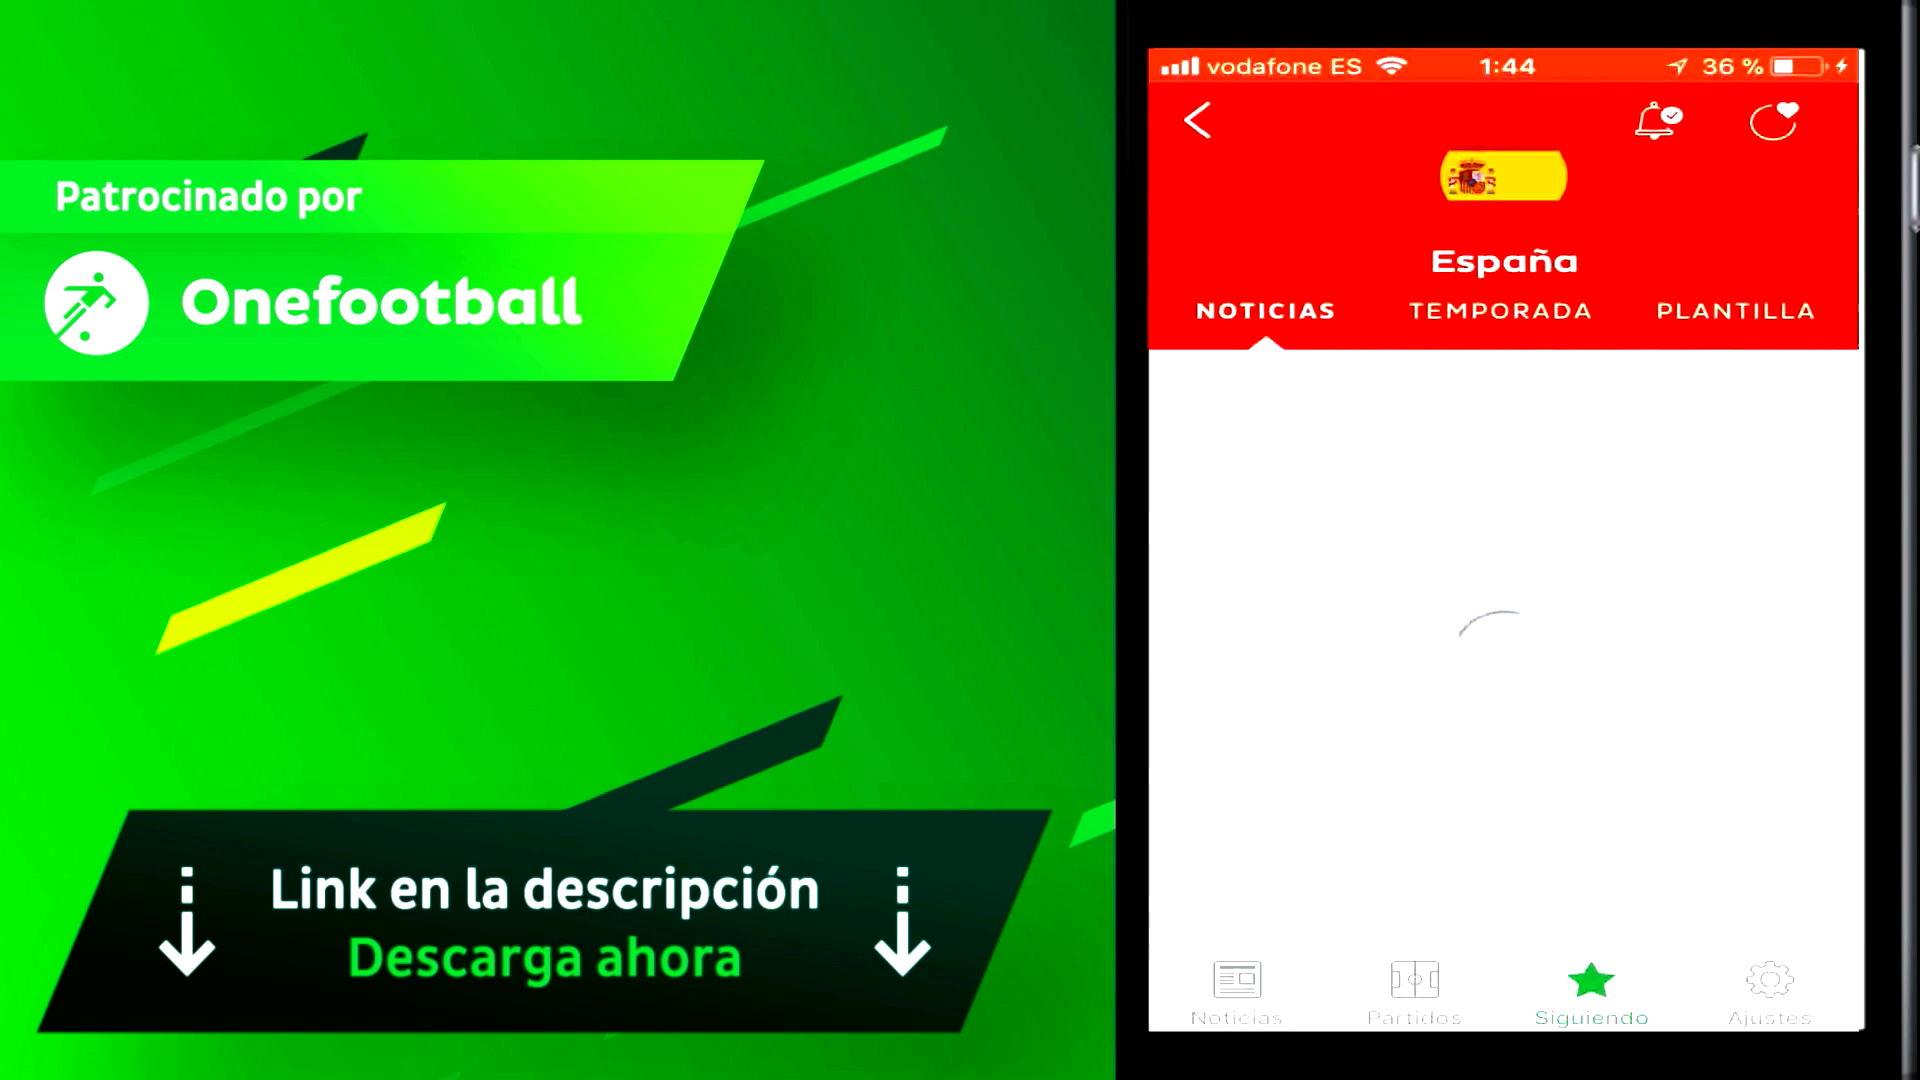 Patrocinado por
Onefootball
Link en la descripción
Descarga ahora
vodafone ES 1:44 36 %
España
NOTICIAS TEMPORADA PLANTILLA
Noticias Partidos Siguiendo Ajustes